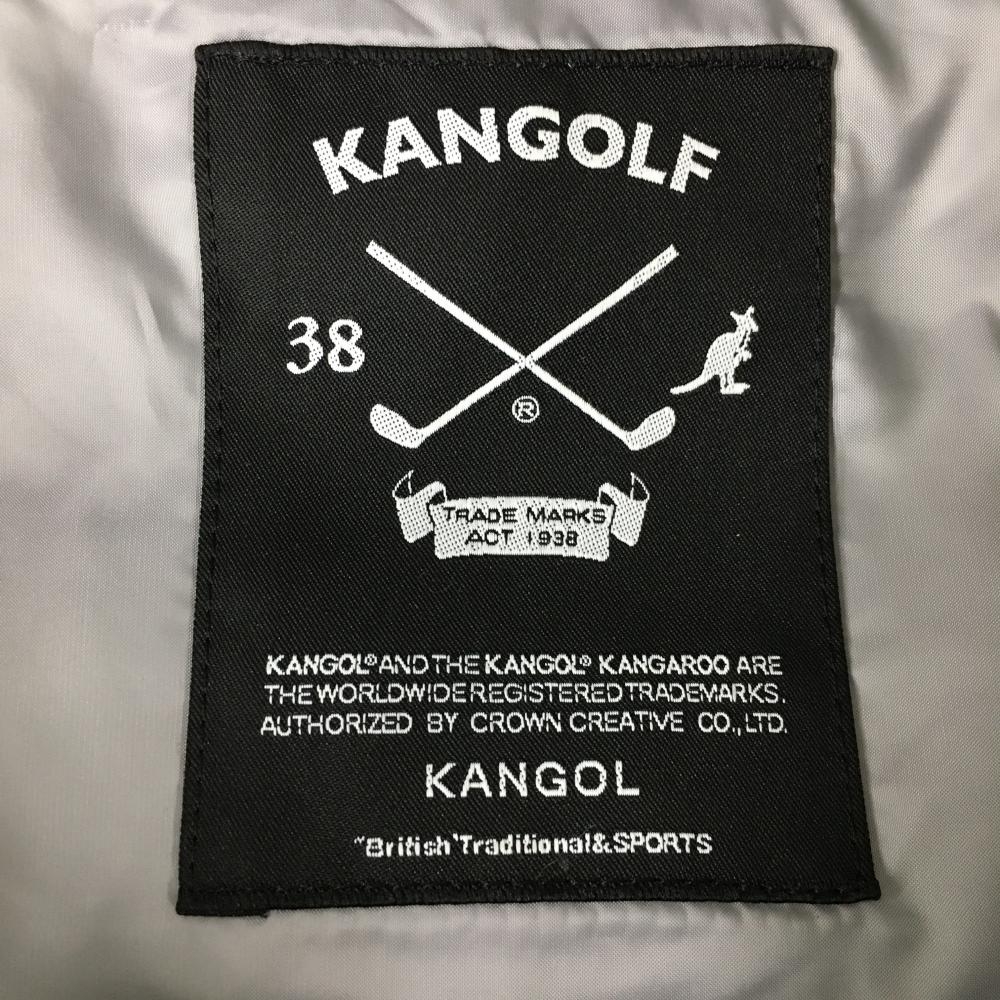 KANGOLF
38
®
TRADE MARKS
ACT 1938
KANGOL® AND THE KANGOL® KANGAROO ARE
THE WORLDWIDE REGISTERED TRADEMARKS.
AUTHORIZED BY CROWN CREATIVE CO.,LTD.
KANGOL
"British Traditional&SPORTS